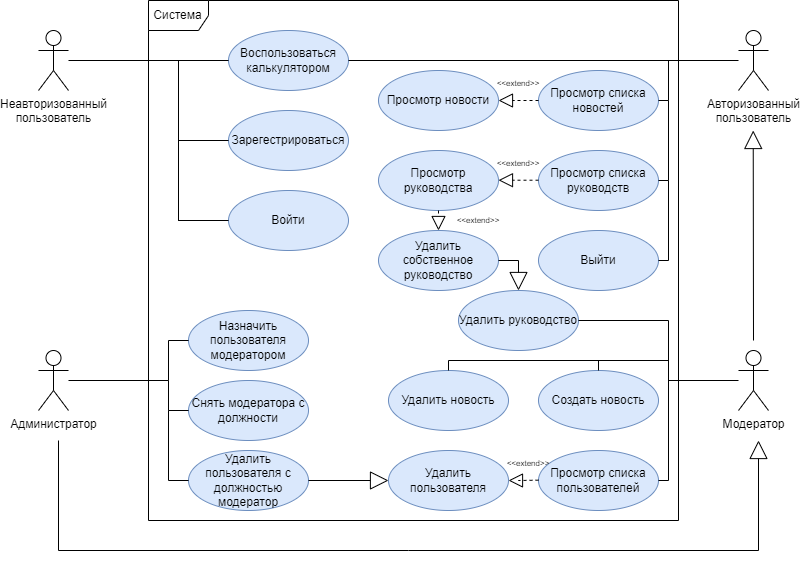 Система
Воспользоваться
калькулятором
Неавторизованный
пользователь
Авторизованный
пользователь
<<extend>>
Просмотр новости
Просмотр списка
новостей
Зарегестрироваться
<<extend>>
Просмотр
руководства
Просмотр списка
руководств
Войти
<<extend>>
Удалить
собственное
руководство
Выйти
Удалить руководство
Назначить
пользователя
модератором
Администратор
Снять модератора с
должности
Удалить новость
Создать новость
Модератор
Удалить
пользователя с
должностью
модератор
Удалить
пользователя
<<extend>>
Просмотр списка
пользователей